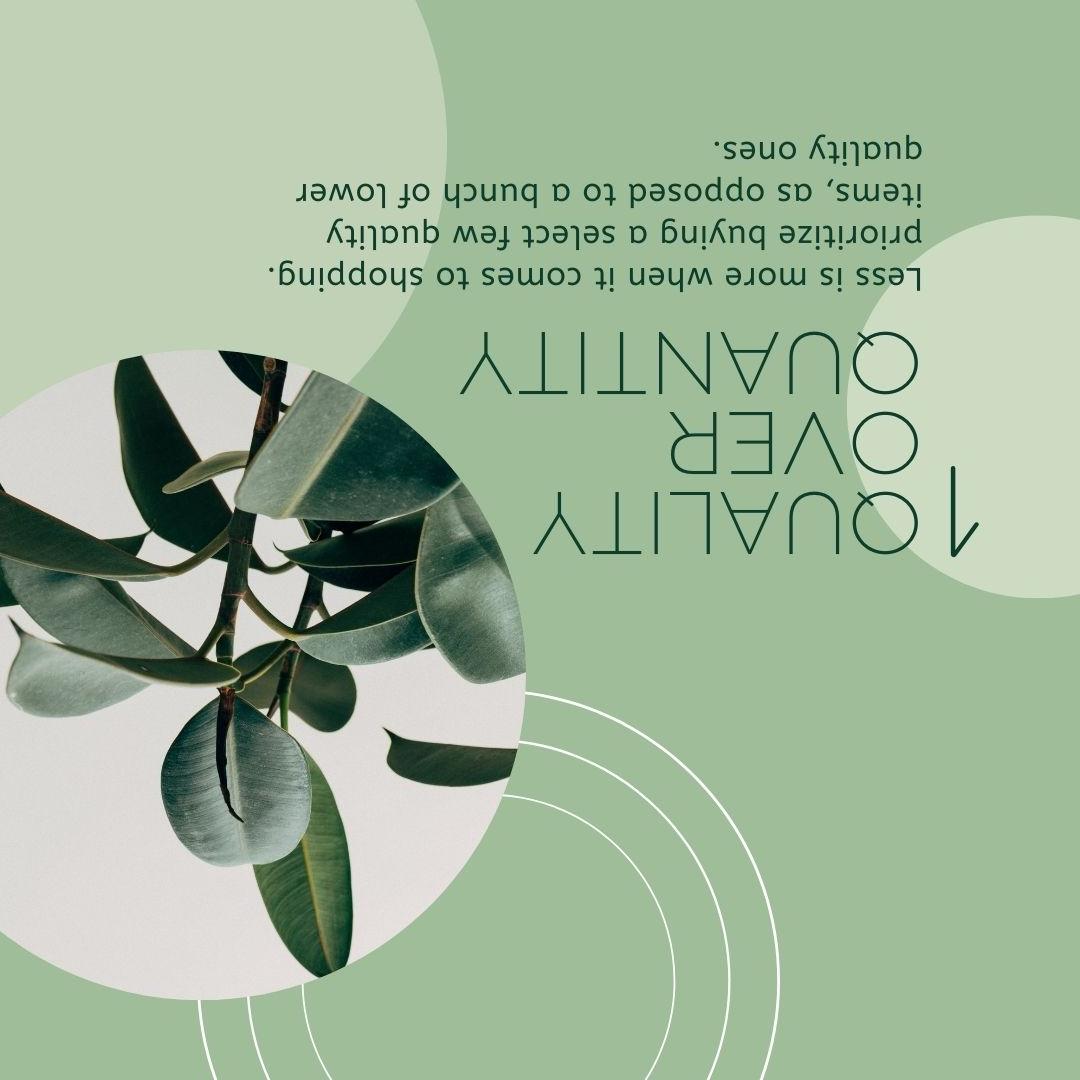 1 QUALITY
OVER
QUANTITY
Less is more when it comes to shopping.
prioritize buying a select few quality
items, as opposed to a bunch of lower
quality ones.